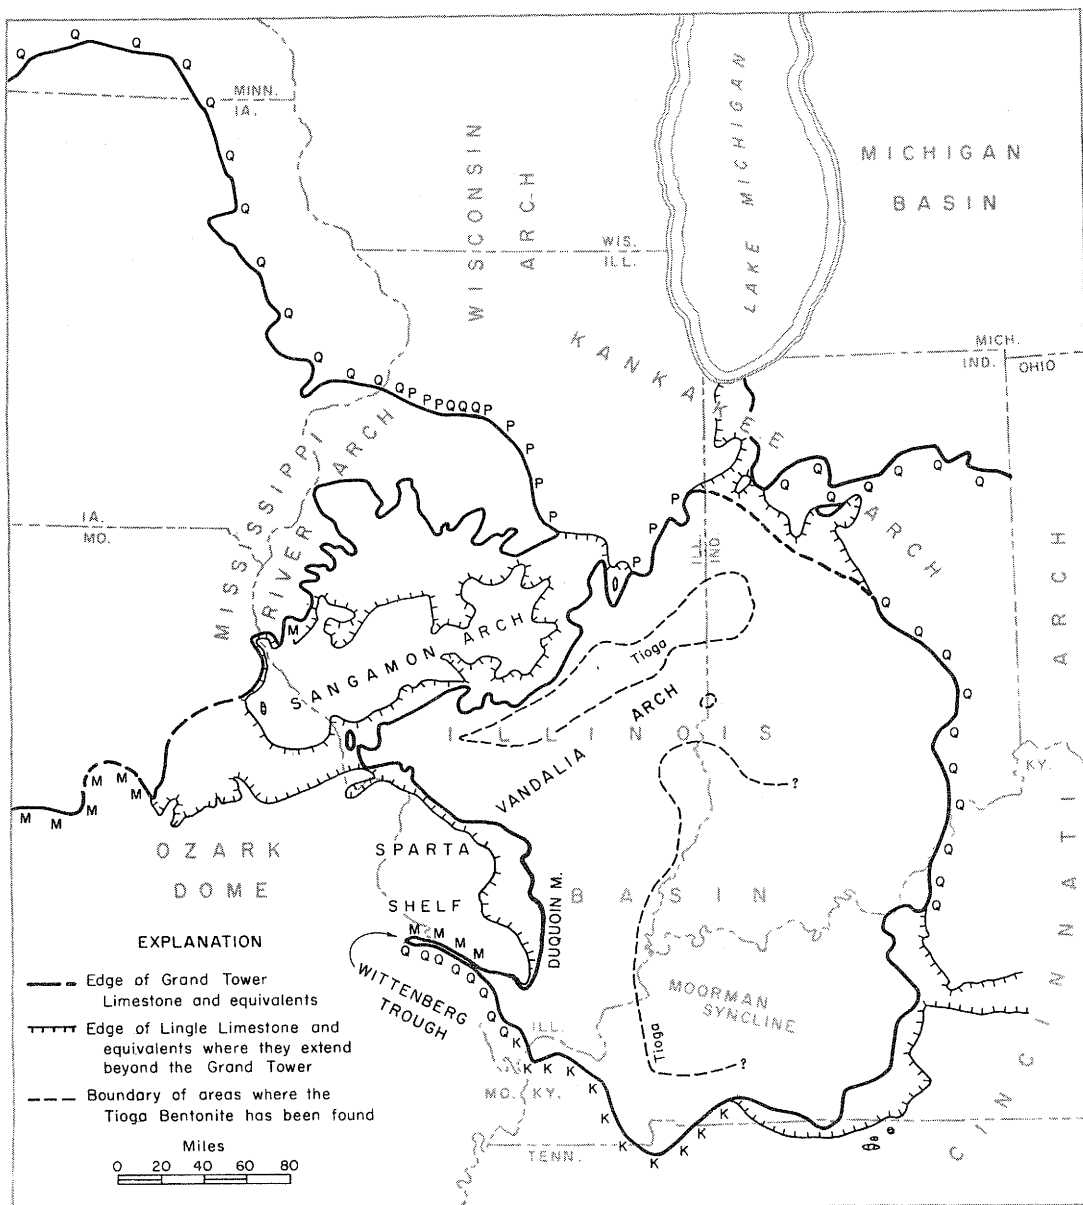 MINN.
IA.
WISCONSIN
ARCH
LAKE MICHIGAN
MICHIGAN
BASIN
WIS.
ILL.
MICH.
IND.
OHIO
KANKAKEE
ARCH
MISSISSIPPI
RIVER ARCH
IA.
MO.
ILL.
IND.
Q Q Q Q Q Q Q Q Q Q Q Q Q Q
P P P Q Q Q P
P P P P P P P
Q Q Q Q Q Q
M
SANGAMON ARCH
Tioga
VANDALIA ARCH
ILLINOIS
BASIN
?
KY.
CINCINNATI
ARCH
Q Q Q Q Q Q Q Q Q
M M M M M
OZARK
DOME
SPARTA
SHELF
DUQUOIN M.
M M M M
Q Q Q Q Q Q Q Q
WITTENBERG
TROUGH
MOORMAN
SYNCLINE
Tioga
?
ILL.
MO.
KY.
TENN.
K K K K K K K K K K K
EXPLANATION
Edge of Grand Tower
Limestone and equivalents
Edge of Lingle Limestone and
equivalents where they extend
beyond the Grand Tower
Boundary of areas where the
Tioga Bentonite has been found
Miles
0 20 40 60 80